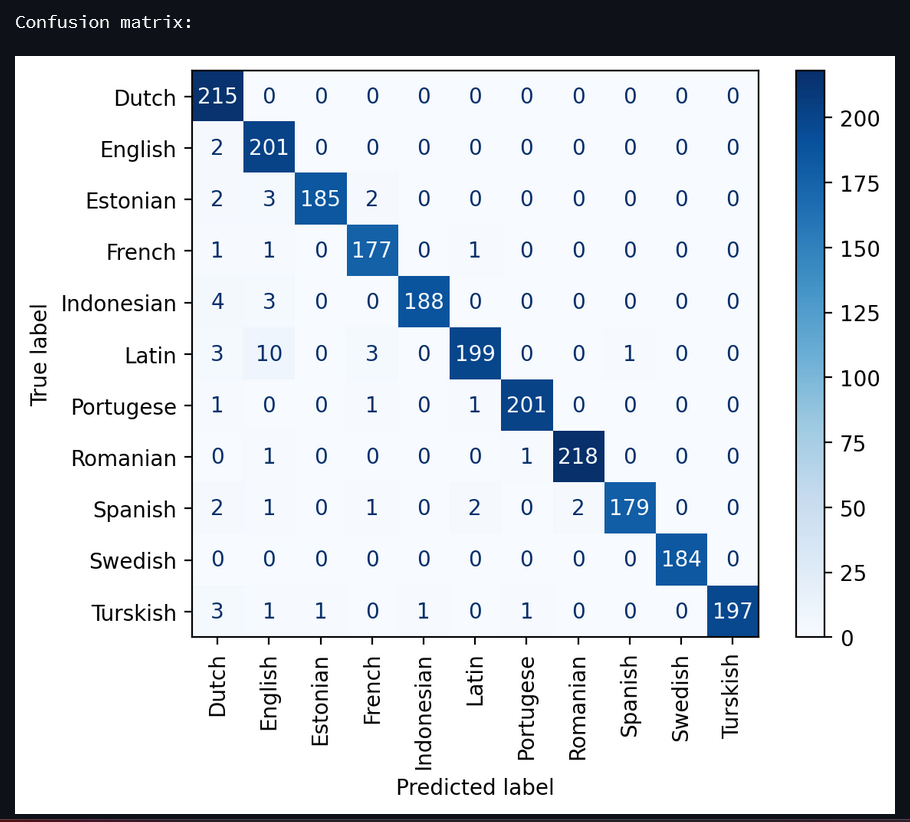 Confusion matrix:
Dutch 215 0 0 0 0 0 0 0 0 0 0
English 2 201 0 0 0 0 0 0 0 0 0
Estonian 2 3 185 2 0 0 0 0 0 0 0
French 1 1 0 177 0 1 0 0 0 0 0
Indonesian 4 3 0 0 188 0 0 0 0 0 0
Latin 3 10 0 3 0 199 0 0 1 0 0
Portugese 1 0 0 1 0 1 201 0 0 0 0
Romanian 0 1 0 0 0 0 1 218 0 0 0
Spanish 2 1 0 1 0 2 0 2 179 0 0
Swedish 0 0 0 0 0 0 0 0 0 184 0
Turskish 3 1 1 0 1 0 1 0 0 0 197
True label
Dutch English Estonian French Indonesian Latin Portugese Romanian Spanish Swedish Turskish
Predicted label
200
175
150
125
100
75
50
25
0